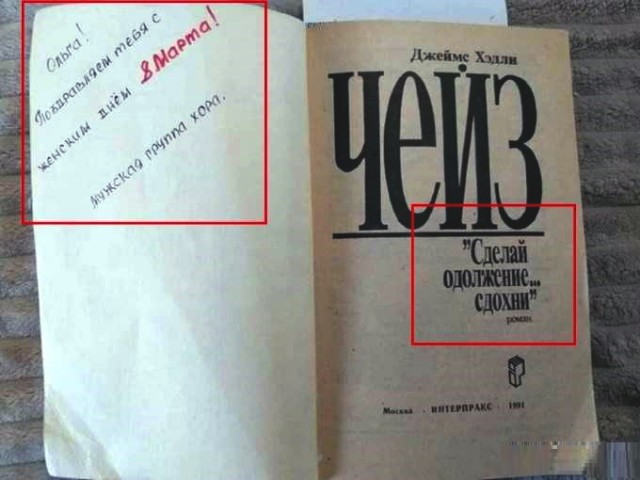 Ольга!
Поздравляем тебя с
женским днём 8 Марта!
Мужская группа хора.
Джеймс Хэдли
ЧЕЙЗ
"Сделай
одолжение...
сдохни"
роман
Москва · ИНТЕРПРАКС · 1991